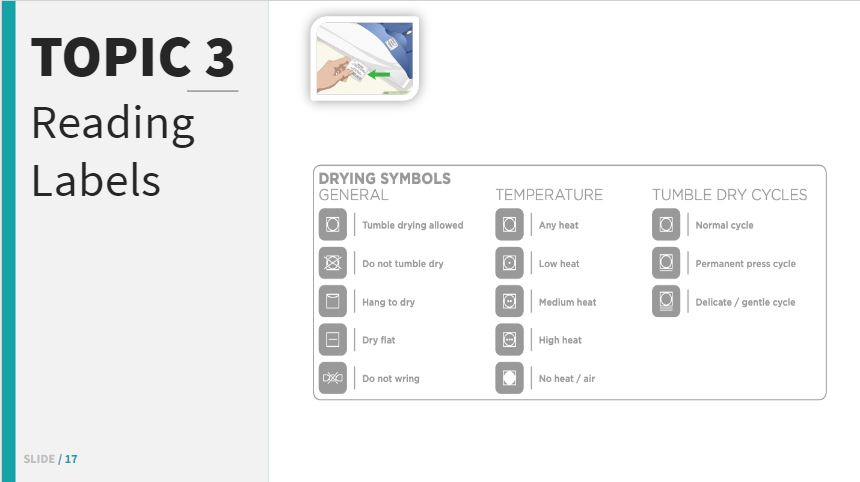 TOPIC 3
Reading
Labels
DRYING SYMBOLS
GENERAL
Tumble drying allowed
Do not tumble dry
Hang to dry
Dry flat
Do not wring
TEMPERATURE
Any heat
Low heat
Medium heat
High heat
No heat / air
TUMBLE DRY CYCLES
Normal cycle
Permanent press cycle
Delicate / gentle cycle
SLIDE / 17